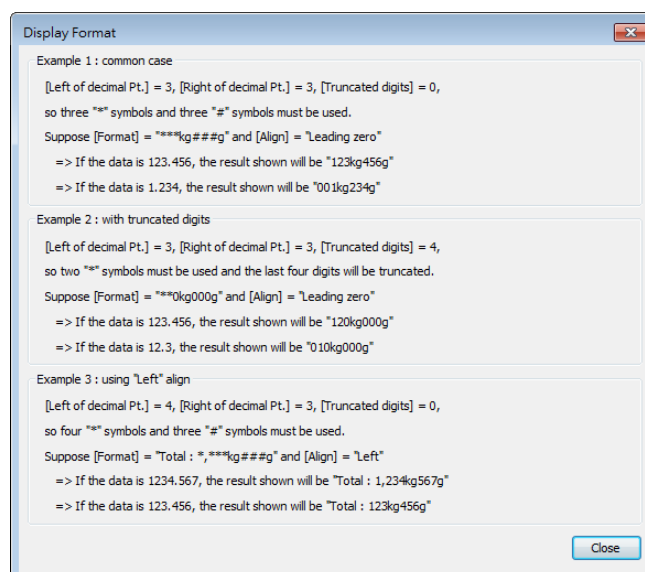 Display Format
Example 1 : common case
[Left of decimal Pt.] = 3, [Right of decimal Pt.] = 3, [Truncated digits] = 0,
so three "*" symbols and three "#" symbols must be used.
Suppose [Format] = "***kg###g" and [Align] = "Leading zero"
=> If the data is 123.456, the result shown will be "123kg456g"
=> If the data is 1.234, the result shown will be "001kg234g"
Example 2 : with truncated digits
[Left of decimal Pt.] = 3, [Right of decimal Pt.] = 3, [Truncated digits] = 4,
so two "*" symbols must be used and the last four digits will be truncated.
Suppose [Format] = "**0kg000g" and [Align] = "Leading zero"
=> If the data is 123.456, the result shown will be "120kg000g"
=> If the data is 12.3, the result shown will be "010kg000g"
Example 3 : using "Left" align
[Left of decimal Pt.] = 4, [Right of decimal Pt.] = 3, [Truncated digits] = 0,
so four "*" symbols and three "#" symbols must be used.
Suppose [Format] = "Total : *,***kg###g" and [Align] = "Left"
=> If the data is 1234.567, the result shown will be "Total : 1,234kg567g"
=> If the data is 123.456, the result shown will be "Total : 123kg456g"
Close